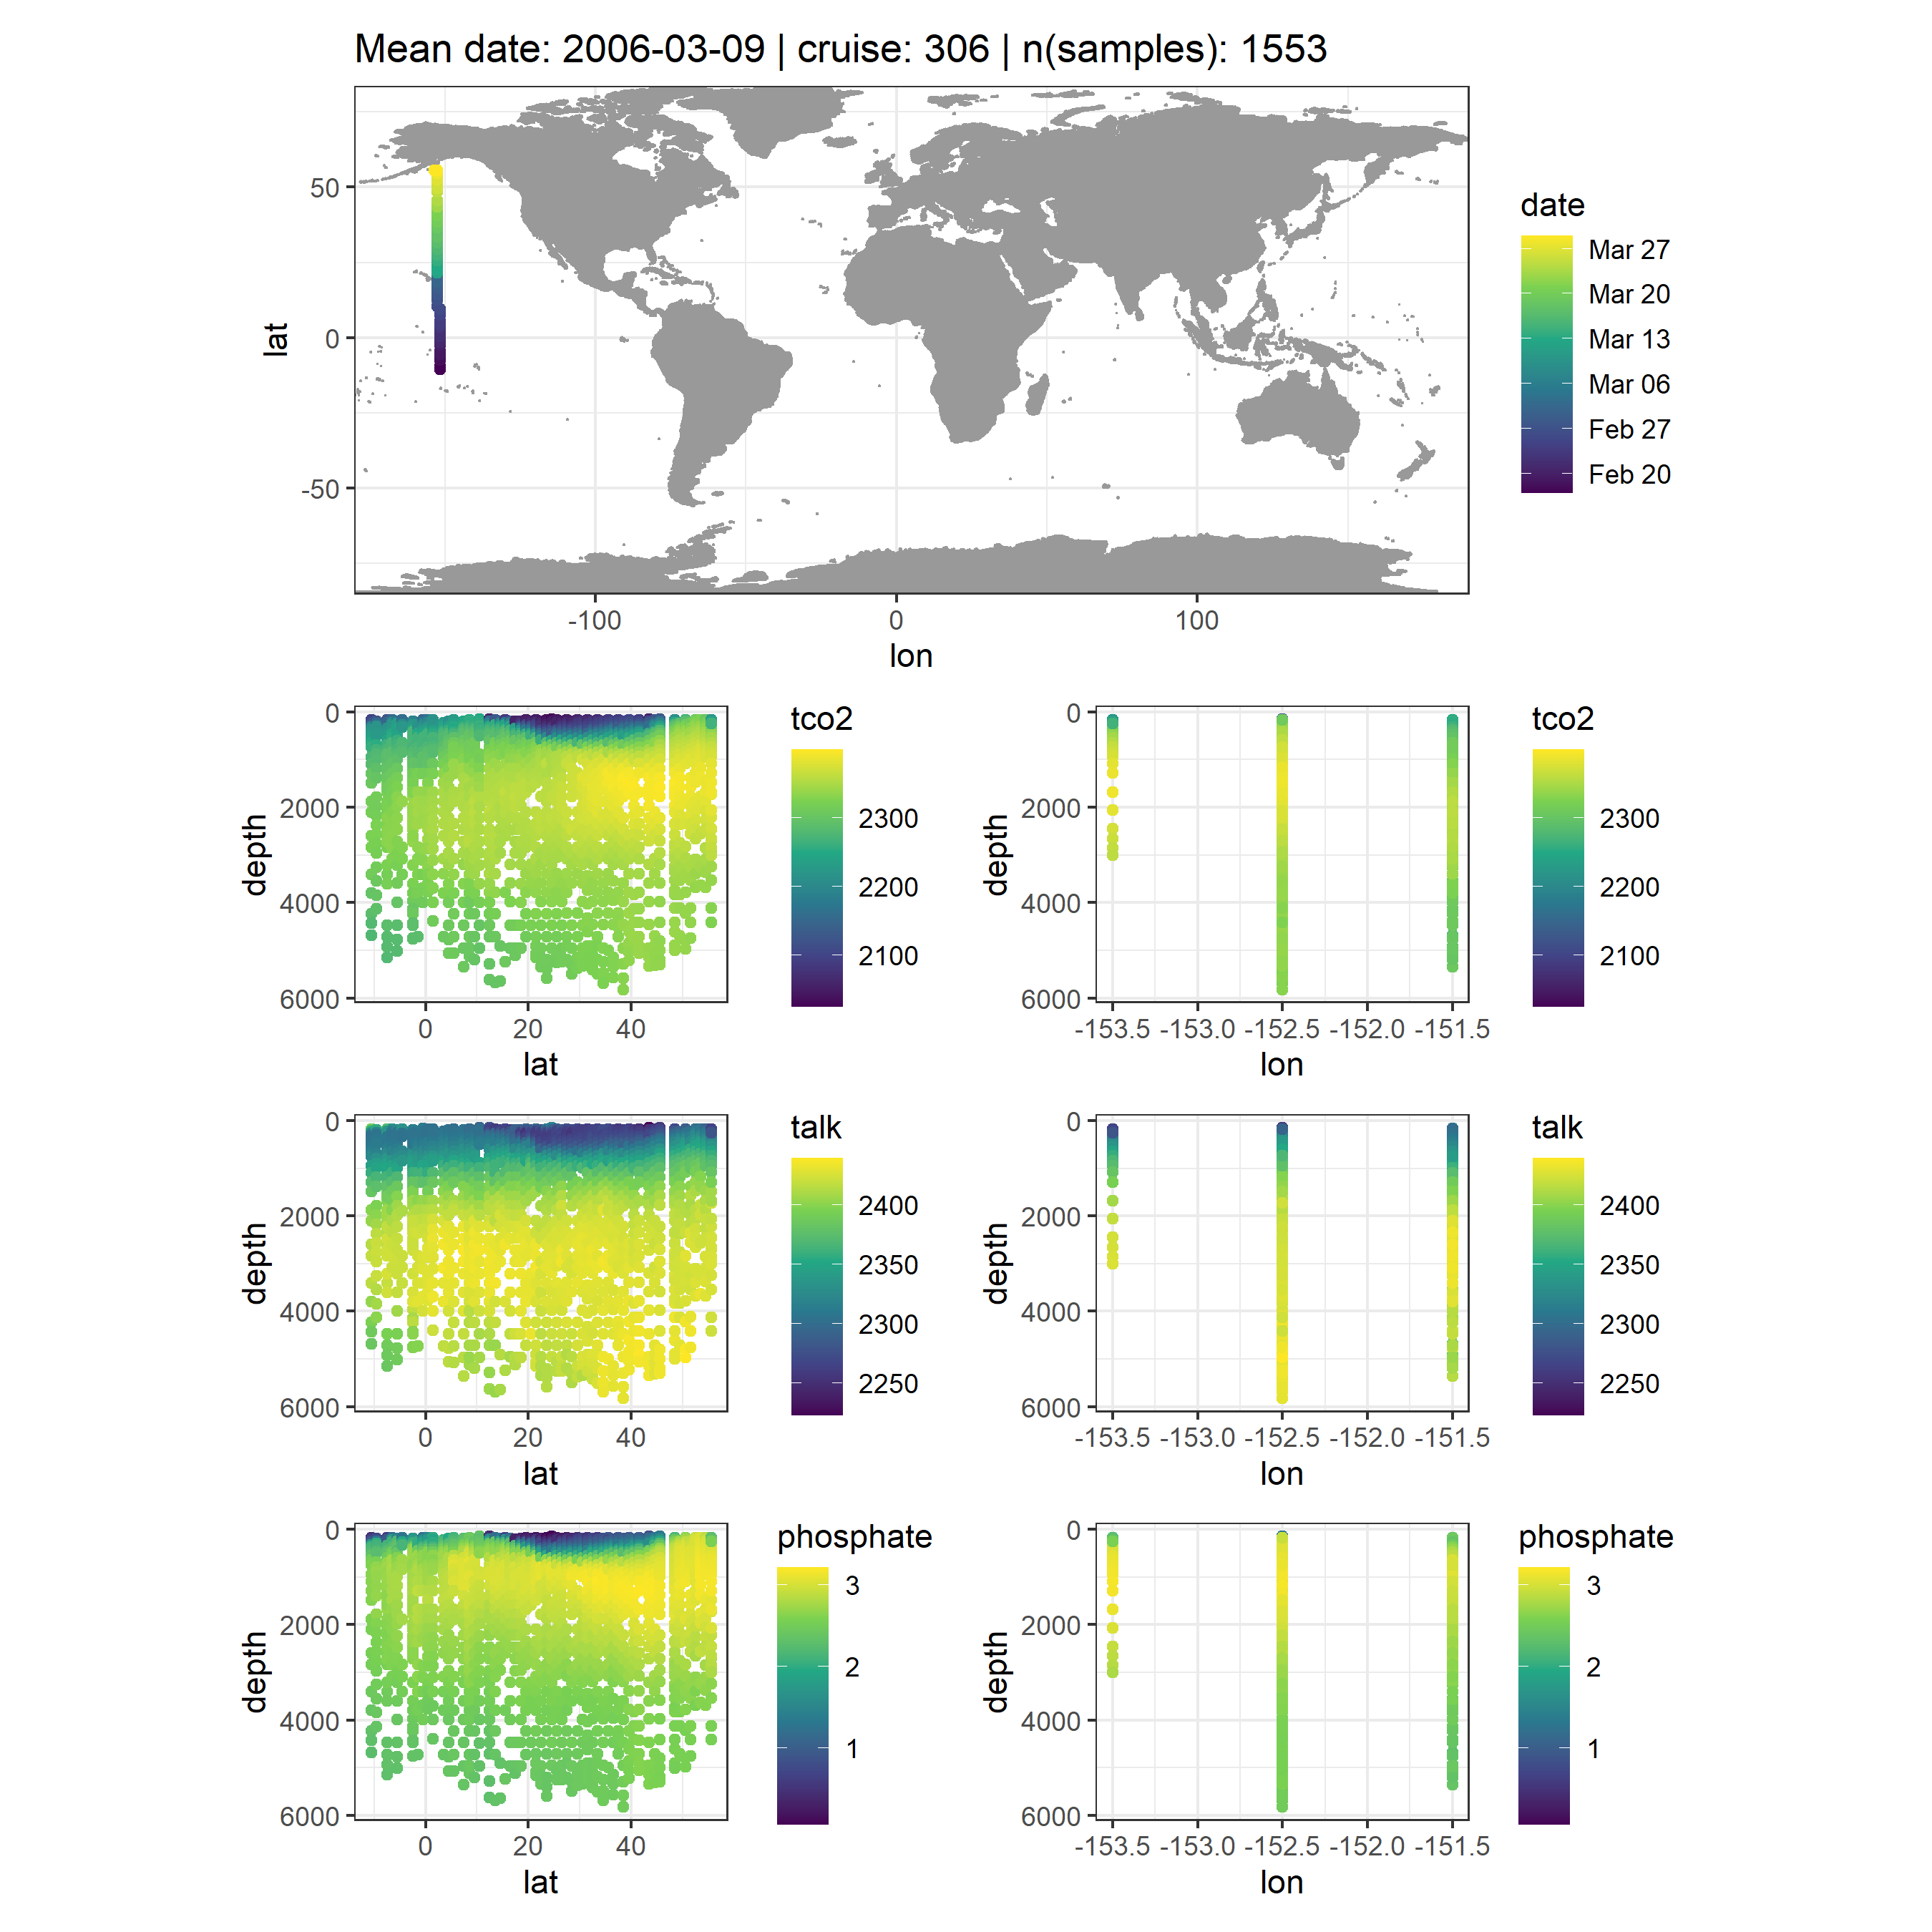 Mean date: 2006-03-09 | cruise: 306 | n(samples): 1553
lat
50
0
-50
-100 0 100
lon
date
Mar 27
Mar 20
Mar 13
Mar 06
Feb 27
Feb 20
depth
0
2000
4000
6000
0 20 40
lat
tco2
2300
2200
2100
depth
0
2000
4000
6000
-153.5 -153.0 -152.5 -152.0 -151.5
lon
tco2
2300
2200
2100
depth
0
2000
4000
6000
0 20 40
lat
talk
2400
2350
2300
2250
depth
0
2000
4000
6000
-153.5 -153.0 -152.5 -152.0 -151.5
lon
talk
2400
2350
2300
2250
depth
0
2000
4000
6000
0 20 40
lat
phosphate
3
2
1
depth
0
2000
4000
6000
-153.5 -153.0 -152.5 -152.0 -151.5
lon
phosphate
3
2
1